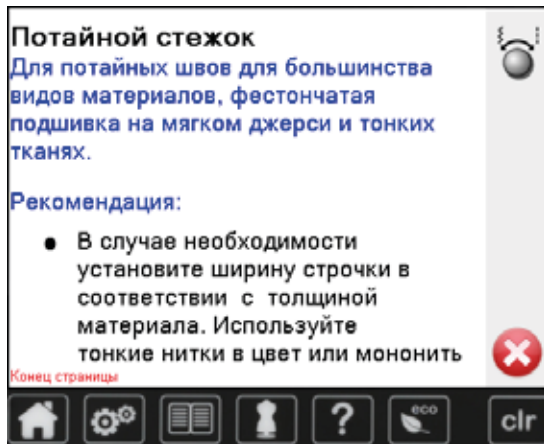 Потайной стежок
Для потайных швов для большинства
видов материалов, фестончатая
подшивка на мягком джерси и тонких
тканях.
Рекомендация:
● В случае необходимости
установите ширину строчки в
соответствии с толщиной
материала. Используйте
тонкие нитки в цвет или мононить
Конец страницы
? eco clr